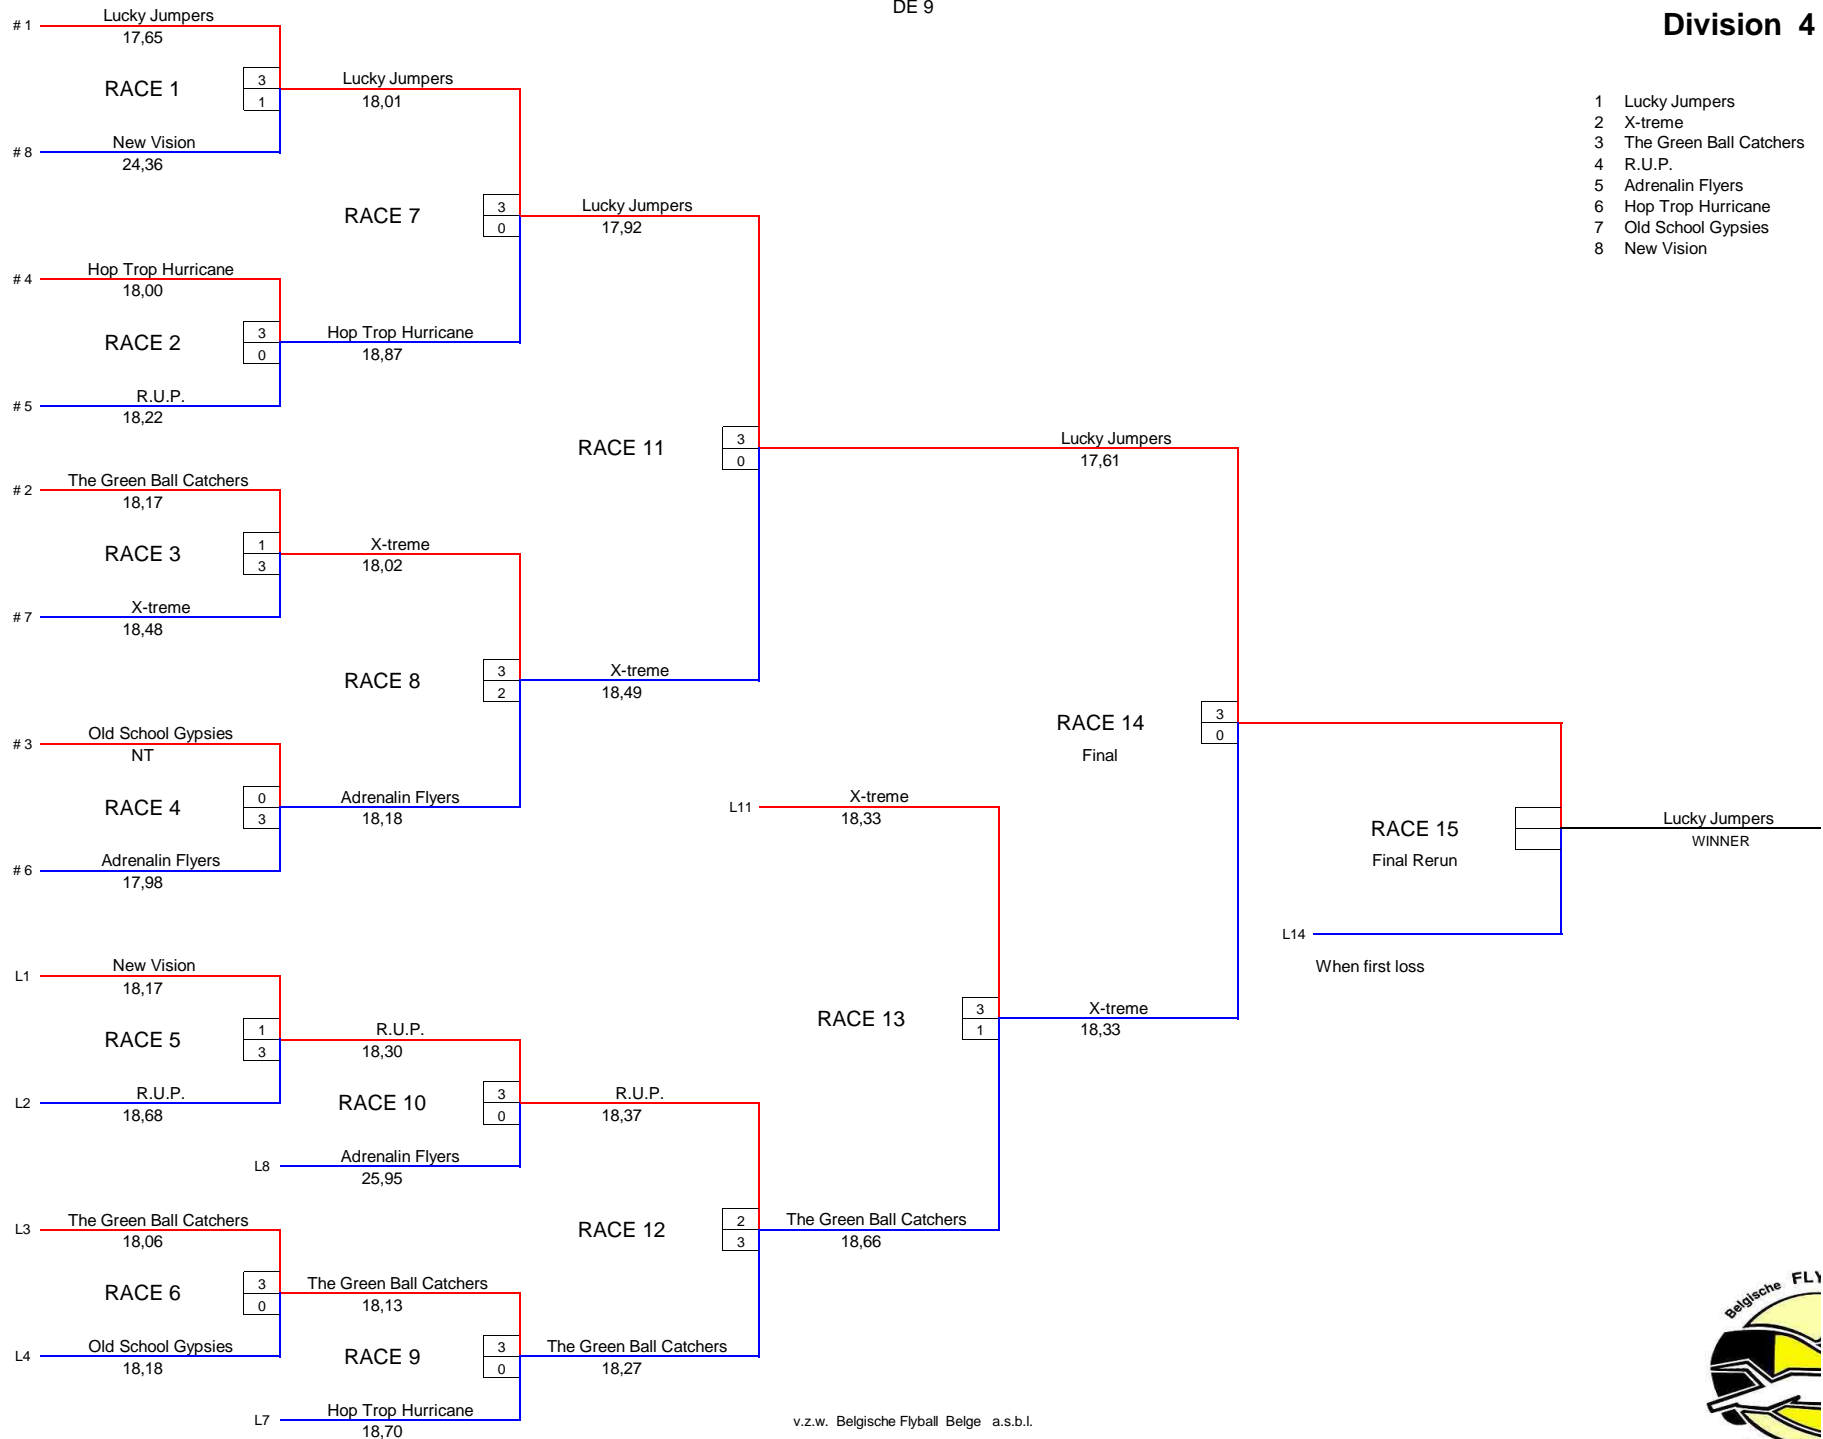 DE 9
Division 4
1 Lucky Jumpers
2 X-treme
3 The Green Ball Catchers
4 R.U.P.
5 Adrenalin Flyers
6 Hop Trop Hurricane
7 Old School Gypsies
8 New Vision
# 1 Lucky Jumpers
17,65
RACE 1
3
1
# 8 New Vision
24,36
Lucky Jumpers
18,01
RACE 7
3
0
# 4 Hop Trop Hurricane
18,00
RACE 2
3
0
# 5 R.U.P.
18,22
Hop Trop Hurricane
18,87
Lucky Jumpers
17,92
RACE 11
3
0
# 2 The Green Ball Catchers
18,17
RACE 3
1
3
# 7 X-treme
18,48
X-treme
18,02
RACE 8
3
2
# 3 Old School Gypsies
NT
RACE 4
0
3
# 6 Adrenalin Flyers
17,98
Adrenalin Flyers
18,18
X-treme
18,49
Lucky Jumpers
17,61
RACE 14
Final
3
0
L11 X-treme
18,33
RACE 15
Final Rerun
Lucky Jumpers
WINNER
L14
When first loss
L1 New Vision
18,17
RACE 5
1
3
L2 R.U.P.
18,68
R.U.P.
18,30
RACE 10
3
0
L8 Adrenalin Flyers
25,95
R.U.P.
18,37
RACE 13
3
1
X-treme
18,33
RACE 12
2
3
The Green Ball Catchers
18,66
L3 The Green Ball Catchers
18,06
RACE 6
3
0
L4 Old School Gypsies
18,18
The Green Ball Catchers
18,13
RACE 9
3
0
L7 Hop Trop Hurricane
18,70
The Green Ball Catchers
18,27
v.z.w. Belgische Flyball Belge a.s.b.l.
Belgische